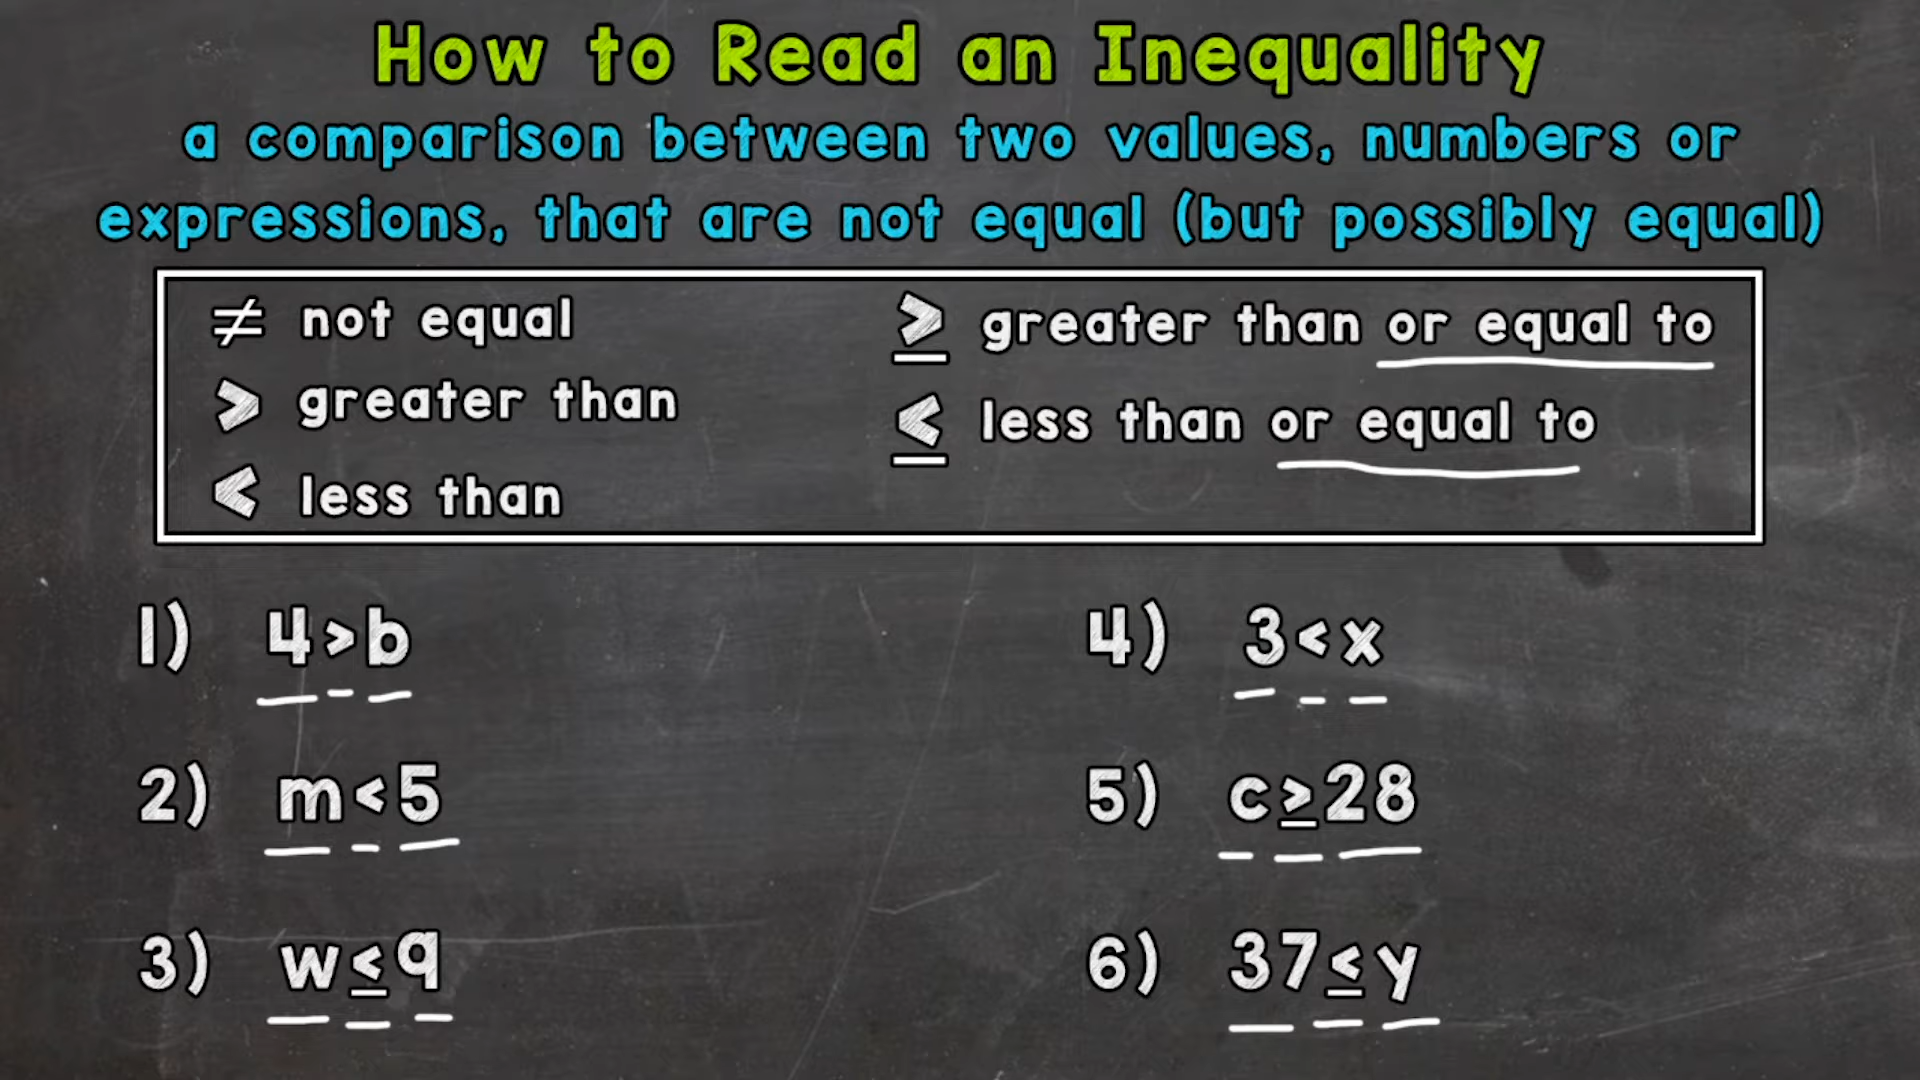 How to Read an Inequality
a comparison between two values, numbers or
expressions, that are not equal (but possibly equal)
≠ not equal
> greater than
< less than
≥ greater than or equal to
≤ less than or equal to
1) 4>b
2) m<5
3) w≤9
4) 3<x
5) c≥28
6) 37≤y